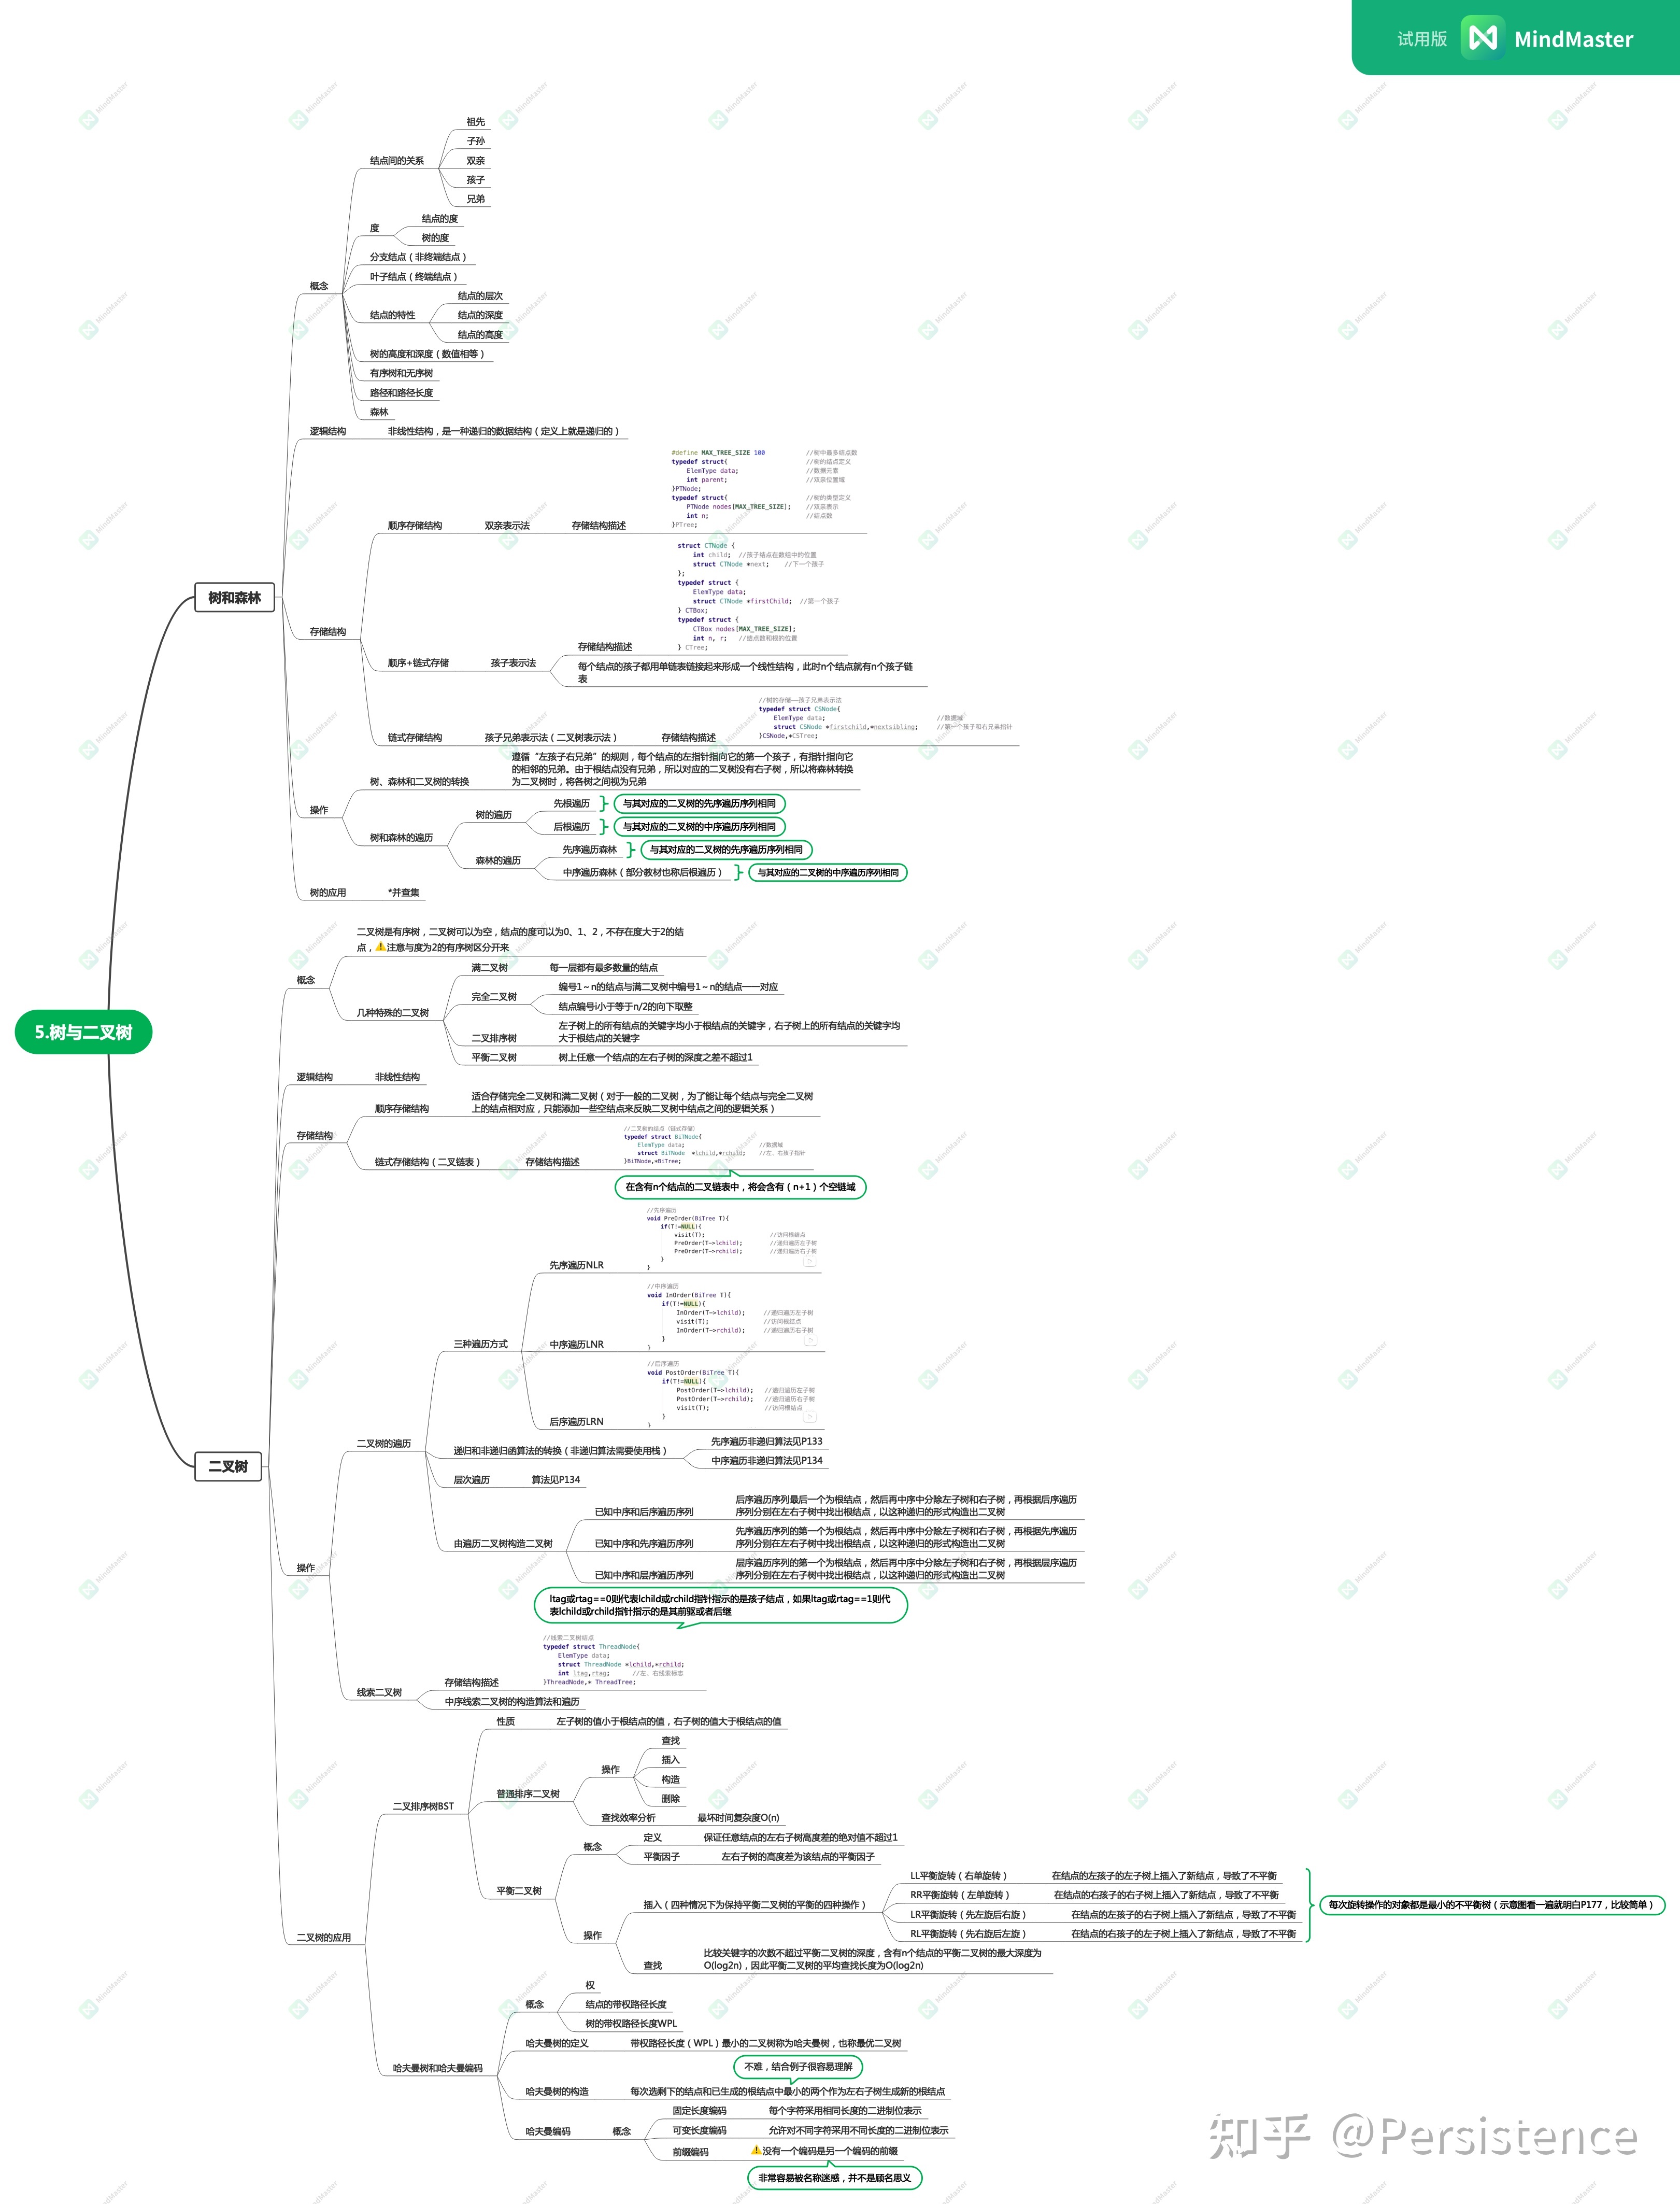 试用版 MindMaster
5.树与二叉树
树和森林
概念
结点间的关系
祖先
子孙
双亲
孩子
兄弟
度
结点的度
树的度
分支结点（非终端结点）
叶子结点（终端结点）
结点的特性
结点的层次
结点的深度
结点的高度
树的高度和深度（数值相等）
有序树和无序树
路径和路径长度
森林
逻辑结构
非线性结构，是一种递归的数据结构（定义上就是递归的）
存储结构
顺序存储结构
双亲表示法
存储结构描述
#define MAX_TREE_SIZE 100 //树中最多结点数
typedef struct{ //树的结点定义
ElemType data; //数据元素
int parent; //双亲位置域
}PTNode;
typedef struct{ //树的类型定义
PTNode nodes[MAX_TREE_SIZE]; //双亲表示
int n; //结点数
}PTree;
顺序+链式存储
孩子表示法
存储结构描述
struct CTNode {
int child; //孩子结点在数组中的位置
struct CTNode *next; //下一个孩子
};
typedef struct {
ElemType data;
struct CTNode *firstChild; //第一个孩子
} CTBox;
typedef struct {
CTBox nodes[MAX_TREE_SIZE];
int n, r; //结点数和根的位置
} CTree;
每个结点的孩子都用单链表链接起来形成一个线性结构，此时n个结点就有n个孩子链
表
链式存储结构
孩子兄弟表示法（二叉树表示法）
存储结构描述
//树的存储——孩子兄弟表示法
typedef struct CSNode{
ElemType data; //数据域
struct CSNode *firstchild,*nextsibling; //第一个孩子和右兄弟指针
}CSNode,*CSTree;
操作
树、森林和二叉树的转换
遵循“左孩子右兄弟”的规则，每个结点的左指针指向它的第一个孩子，有指针指向它
的相邻的兄弟。由于根结点没有兄弟，所以对应的二叉树没有右子树，所以将森林转换
为二叉树时，将各树之间视为兄弟
树和森林的遍历
树的遍历
先根遍历
与其对应的二叉树的先序遍历序列相同
后根遍历
与其对应的二叉树的中序遍历序列相同
森林的遍历
先序遍历森林
与其对应的二叉树的先序遍历序列相同
中序遍历森林（部分教材也称后根遍历）
与其对应的二叉树的中序遍历序列相同
树的应用
*并查集
二叉树
概念
二叉树是有序树，二叉树可以为空，结点的度可以为0、1、2，不存在度大于2的结
点，⚠注意与度为2的有序树区分开来
几种特殊的二叉树
满二叉树
每一层都有最多数量的结点
完全二叉树
编号1～n的结点与满二叉树中编号1～n的结点一一对应
结点编号i小于等于n/2的向下取整
二叉排序树
左子树上的所有结点的关键字均小于根结点的关键字，右子树上的所有结点的关键字均
大于根结点的关键字
平衡二叉树
树上任意一个结点的左右子树的深度之差不超过1
逻辑结构
非线性结构
存储结构
顺序存储结构
适合存储完全二叉树和满二叉树（对于一般的二叉树，为了能让每个结点与完全二叉树
上的结点相对应，只能添加一些空结点来反映二叉树中结点之间的逻辑关系）
链式存储结构（二叉链表）
存储结构描述
//二叉树的结点（链式存储）
typedef struct BiTNode{
ElemType data; //数据域
struct BiTNode *lchild,*rchild; //左、右孩子指针
}BiTNode,*BiTree;
在含有n个结点的二叉链表中，将会含有（n+1）个空链域
操作
二叉树的遍历
三种遍历方式
先序遍历NLR
//先序遍历
void PreOrder(BiTree T){
if(T!=NULL){
visit(T); //访问根结点
PreOrder(T->lchild); //递归遍历左子树
PreOrder(T->rchild); //递归遍历右子树
}
}
中序遍历LNR
//中序遍历
void InOrder(BiTree T){
if(T!=NULL){
InOrder(T->lchild); //递归遍历左子树
visit(T); //访问根结点
InOrder(T->rchild); //递归遍历右子树
}
}
后序遍历LRN
//后序遍历
void PostOrder(BiTree T){
if(T!=NULL){
PostOrder(T->lchild); //递归遍历左子树
PostOrder(T->rchild); //递归遍历右子树
visit(T); //访问根结点
}
}
递归和非递归函算法的转换（非递归算法需要使用栈）
先序遍历非递归算法见P133
中序遍历非递归算法见P134
层次遍历
算法见P134
由遍历二叉树构造二叉树
已知中序和后序遍历序列
后序遍历序列最后一个为根结点，然后再中序中分除左子树和右子树，再根据后序遍历
序列分别在左右子树中找出根结点，以这种递归的形式构造出二叉树
已知中序和先序遍历序列
先序遍历序列的第一个为根结点，然后再中序中分除左子树和右子树，再根据先序遍历
序列分别在左右子树中找出根结点，以这种递归的形式构造出二叉树
已知中序和层序遍历序列
层序遍历序列的第一个为根结点，然后再中序中分除左子树和右子树，再根据层序遍历
序列分别在左右子树中找出根结点，以这种递归的形式构造出二叉树
线索二叉树
ltag或rtag==0则代表lchild或rchild指针指示的是孩子结点，如果ltag或rtag==1则代
表lchild或rchild指针指示的是其前驱或者后继
存储结构描述
//线索二叉树结点
typedef struct ThreadNode{
ElemType data;
struct ThreadNode *lchild,*rchild;
int ltag,rtag; //左、右线索标志
}ThreadNode,* ThreadTree;
中序线索二叉树的构造算法和遍历
二叉树的应用
二叉排序树BST
性质
左子树的值小于根结点的值，右子树的值大于根结点的值
普通排序二叉树
操作
查找
插入
构造
删除
查找效率分析
最坏时间复杂度O(n)
平衡二叉树
概念
定义
保证任意结点的左右子树高度差的绝对值不超过1
平衡因子
左右子树的高度差为该结点的平衡因子
操作
插入（四种情况下为保持平衡二叉树的平衡的四种操作）
LL平衡旋转（右单旋转）
在结点的左孩子的左子树上插入了新结点，导致了不平衡
RR平衡旋转（左单旋转）
在结点的右孩子的右子树上插入了新结点，导致了不平衡
LR平衡旋转（先左旋后右旋）
在结点的左孩子的右子树上插入了新结点，导致了不平衡
RL平衡旋转（先右旋后左旋）
在结点的右孩子的左子树上插入了新结点，导致了不平衡
每次旋转操作的对象都是最小的不平衡树（示意图看一遍就明白P177，比较简单）
查找
比较关键字的次数不超过平衡二叉树的深度，含有n个结点的平衡二叉树的最大深度为
O(log2n)，因此平衡二叉树的平均查找长度为O(log2n)
哈夫曼树和哈夫曼编码
概念
权
结点的带权路径长度
树的带权路径长度WPL
哈夫曼树的定义
带权路径长度（WPL）最小的二叉树称为哈夫曼树，也称最优二叉树
哈夫曼树的构造
不难，结合例子很容易理解
每次选剩下的结点和已生成的根结点中最小的两个作为左右子树生成新的根结点
哈夫曼编码
概念
固定长度编码
每个字符采用相同长度的二进制位表示
可变长度编码
允许对不同字符采用不同长度的二进制位表示
前缀编码
⚠没有一个编码是另一个编码的前缀
非常容易被名称迷惑，并不是顾名思义
知乎 @Persistence